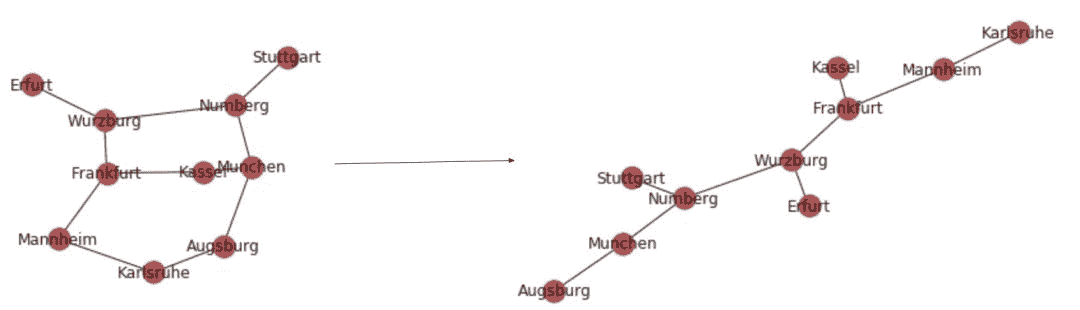 Stuttgart
Erfurt
Numberg
Wurzburg
Frankfurt
Kassel
Munchen
Mannheim
Augsburg
Karlsruhe
Karlsruhe
Kassel
Mannheim
Frankfurt
Wurzburg
Stuttgart
Numberg
Erfurt
Munchen
Augsburg